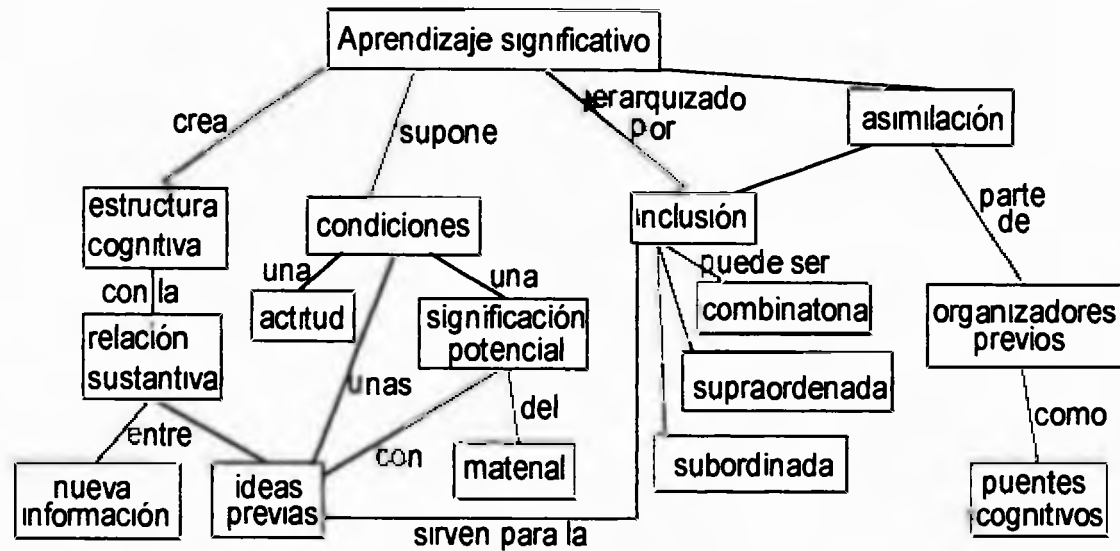 Aprendizaje significativo
crea
supone
jerarquizado
por
asimilación
estructura
cognitiva
condiciones
inclusión
parte
de
con la
una
una
puede ser
relación
sustantiva
actitud
significación
potencial
combinatona
organizadores
previos
supraordenada
unas
del
como
entre
con
matenal
subordinada
nueva
información
ideas
previas
puentes
cognitivos
sirven para la